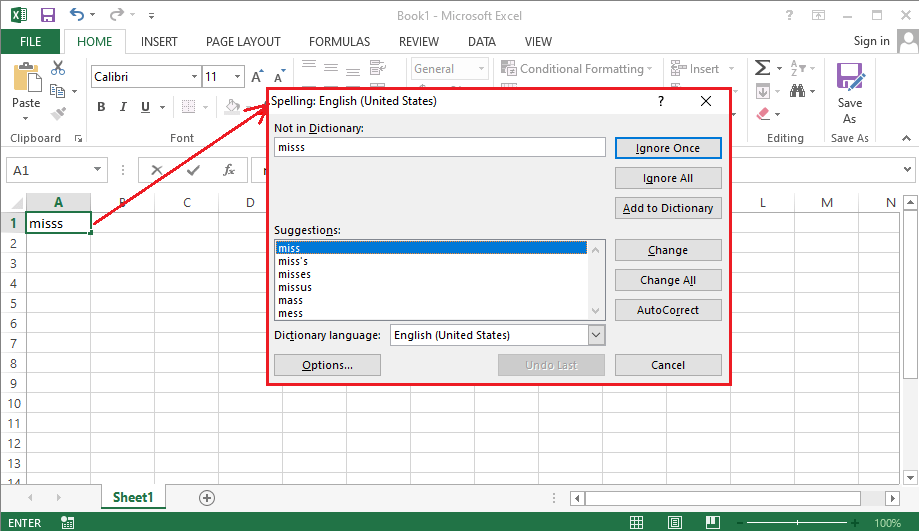 Book1 - Microsoft Excel
?
FILE HOME INSERT PAGE LAYOUT FORMULAS REVIEW DATA VIEW Sign in
Paste
Calibri 11
B I U
General
Conditional Formatting
Insert
Save As
Clipboard Font Editing Save As
Spelling: English (United States) ?
Not in Dictionary:
misss
Ignore Once
Ignore All
Add to Dictionary
Suggestions:
miss
miss's
misses
missus
mass
mess
Change
Change All
AutoCorrect
Dictionary language: English (United States)
Options... Undo Last Cancel
A1 fx
A B C D L M N
1 misss
2
3
4
5
6
7
8
9
10
11
12
13
14
Sheet1
ENTER 100%